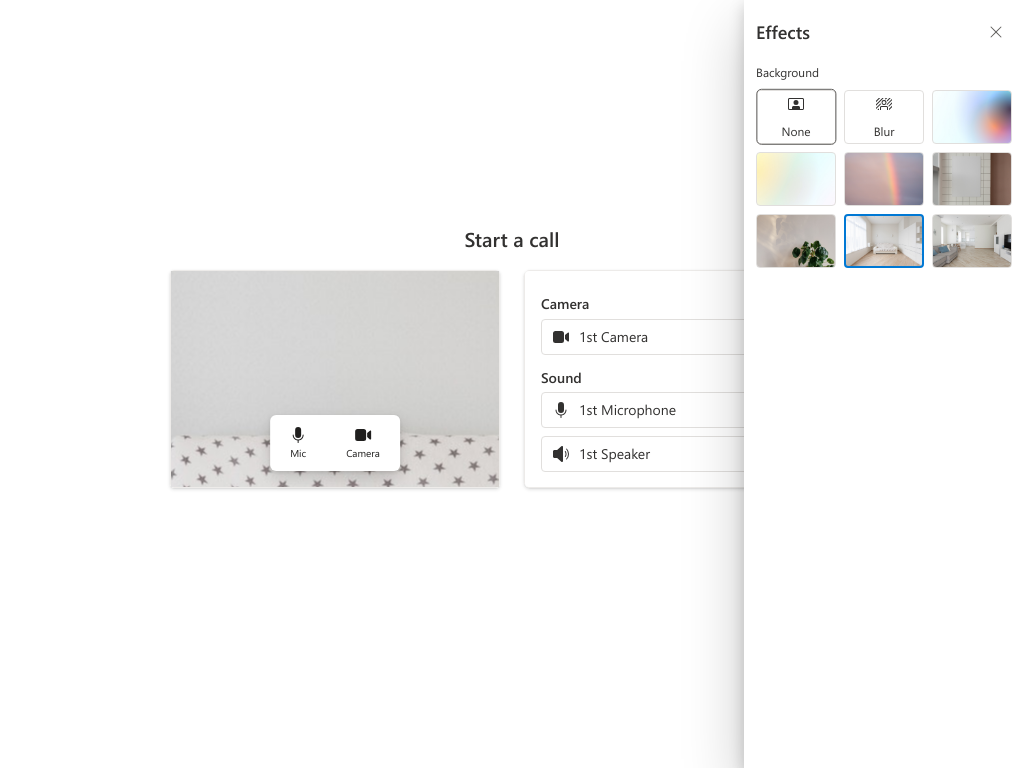 Effects
Background
None
Blur
Start a call
Camera
1st Camera
Sound
1st Microphone
1st Speaker
Mic
Camera